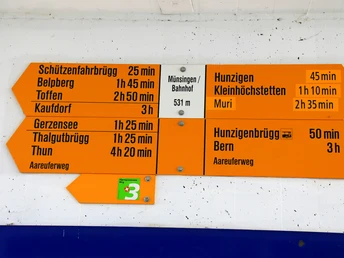 Schützenfahrbrügg 25 min
Belpberg 1 h 45 min
Toffen 2 h 50 min
Kaufdorf 3 h
Gerzensee 1 h 25 min
Thalgutbrügg 1 h 25 min
Thun 4 h 20 min
Aareuferweg
3
Münsingen/
Bahnhof
531 m
Hunzigen 45 min
Kleinhöchstetten 1 h 10 min
Muri 2 h 35 min
Hunzigenbrügg 50 min
Bern 3 h
Aareuferweg